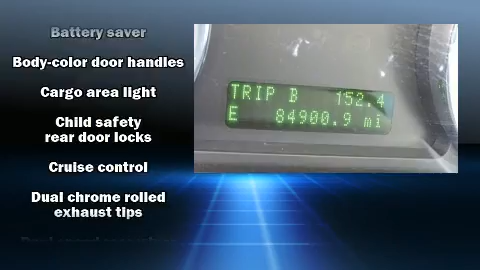 Battery saver
Body-color door handles
Cargo area light
Child safety
rear door locks
Cruise control
Dual chrome rolled
exhaust tips
TRIP B 152.4
E 84900.9 mi